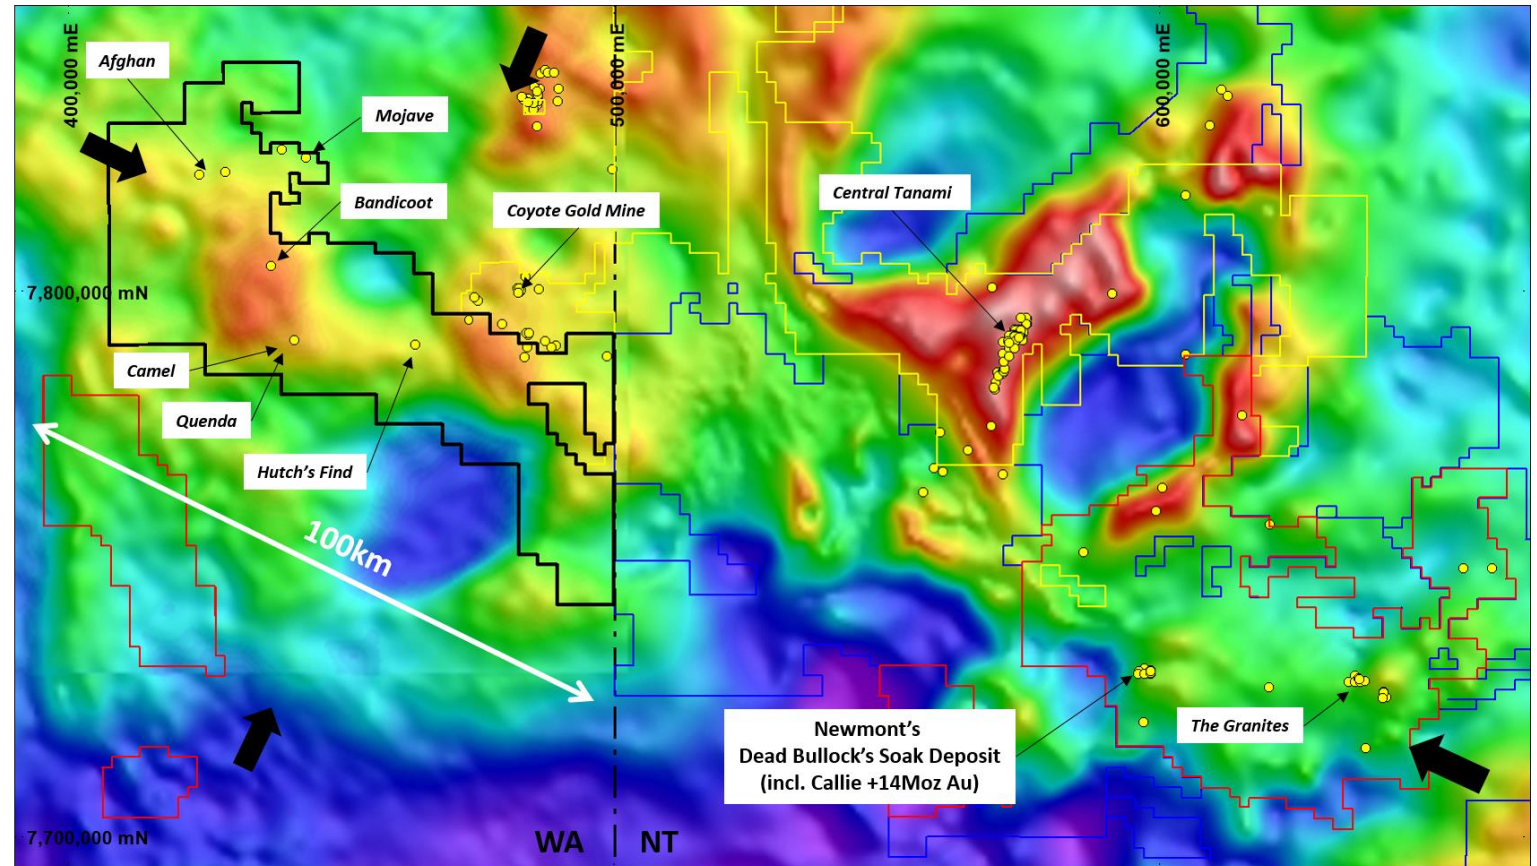 400,000 mE
500,000 mE
600,000 mE
Afghan
Mojave
Bandicoot
Coyote Gold Mine
Central Tanami
7,800,000 mN
Camel
Quenda
Hutch's Find
100km
Newmont's
Dead Bullock's Soak Deposit
(incl. Callie +14Moz Au)
The Granites
7,700,000 mN
WA
NT